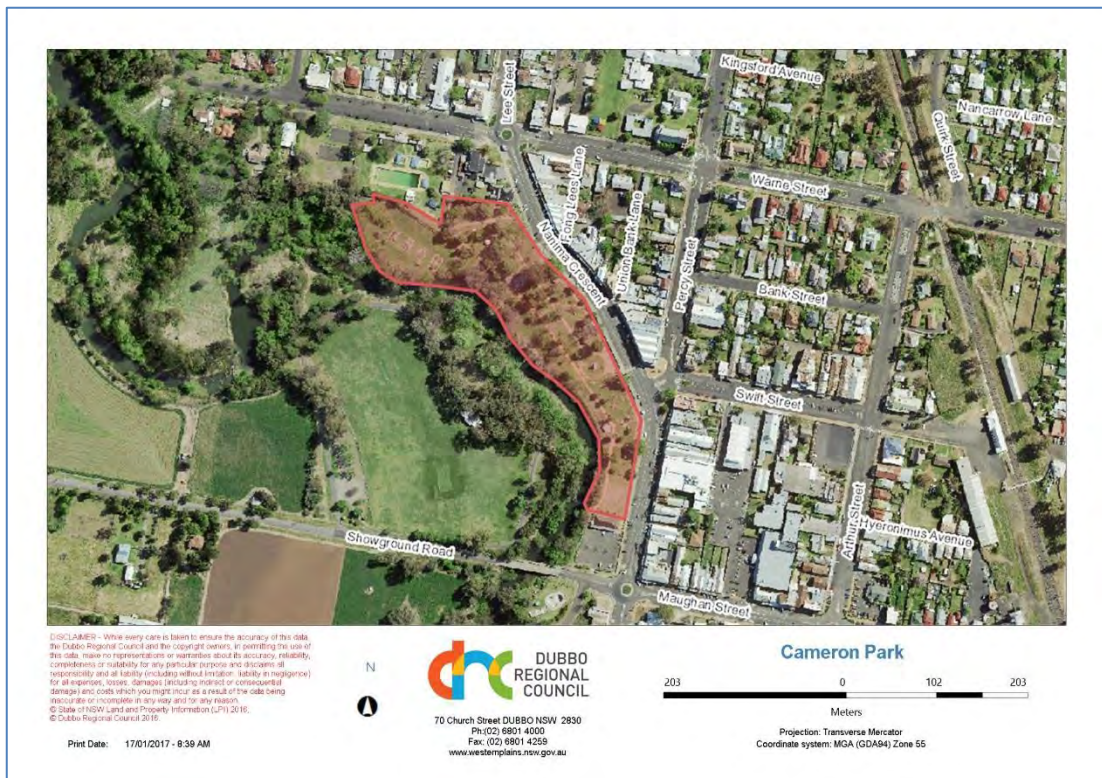 Kingsford Avenue
Nancarrow Lane
Lee Street
Quirk Street
Fong Lees Lane
Warne Street
Union Bank Lane
Nanima Crescent
Percy Street
Bank Street
Swift Street
Arthur Street
Hyeronimus Avenue
Showground Road
Maughan Street
DISCLAIMER - While every care is taken to ensure the accuracy of this data,
the Dubbo Regional Council and the copyright owners, in permitting the use of
this data, make no representations or warranties about its accuracy, reliability,
completeness or suitability for any particular purpose and disclaims all
responsibility and all liability (including without limitation, liability in negligence)
for all expenses, losses, damages (including indirect or consequential
damage) and costs which you might incur as a result of the data being
inaccurate or incomplete in any way and for any reason.
© State of NSW Land and Property Information (LPI) 2016,
© Dubbo Regional Council 2016.
Print Date: 17/01/2017 - 8:39 AM
N
DUBBO
REGIONAL
COUNCIL
70 Church Street DUBBO NSW 2830
Ph:(02) 6801 4000
Fax: (02) 6801 4259
www.westernplains.nsw.gov.au
Cameron Park
203 0 102 203
Meters
Projection: Transverse Mercator
Coordinate system: MGA (GDA94) Zone 55